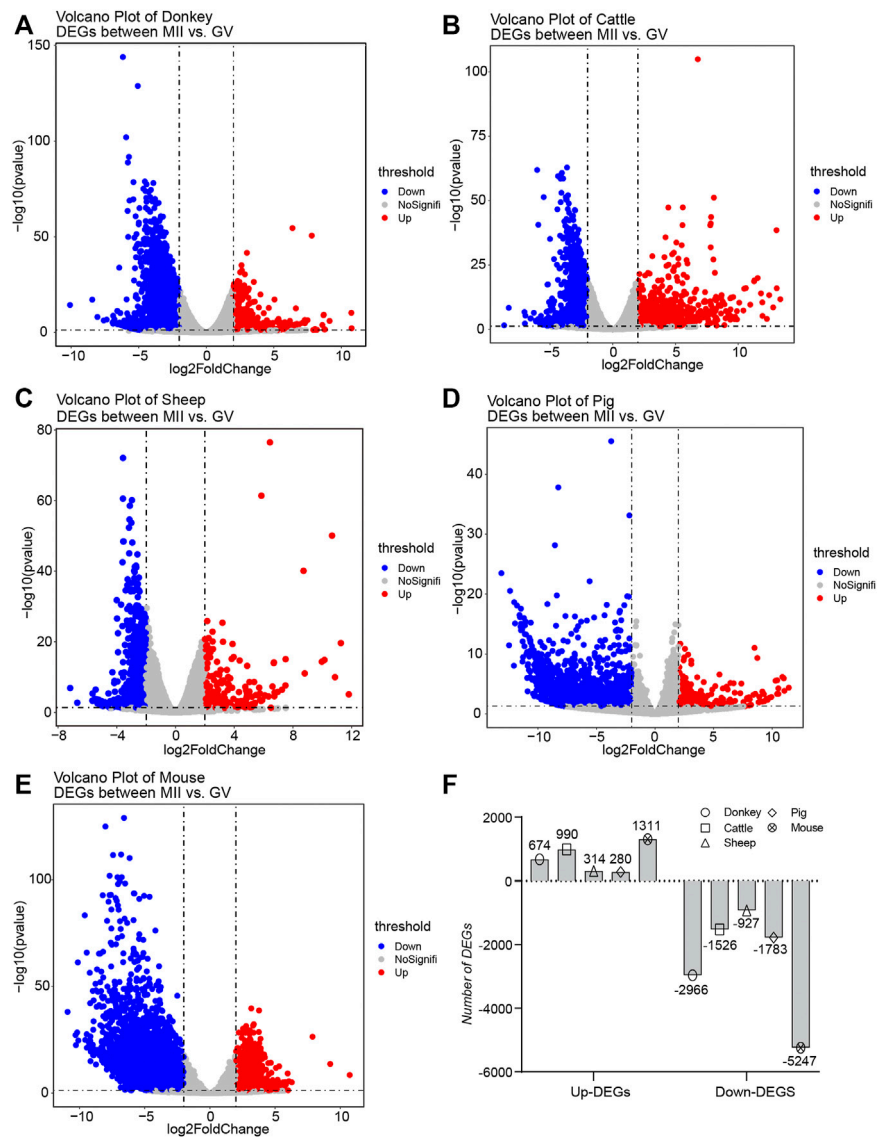 A
Volcano Plot of Donkey
DEGs between MII vs. GV
150
100
50
0
−10
−5
0
5
10
−log10(pvalue)
log2FoldChange
threshold
Down
NoSignifi
Up
B
Volcano Plot of Cattle
DEGs between MII vs. GV
100
75
50
25
0
−5
0
5
10
−log10(pvalue)
log2FoldChange
threshold
Down
NoSignifi
Up
C
Volcano Plot of Sheep
DEGs between MII vs. GV
80
60
40
20
0
−8
−4
0
4
8
12
−log10(pvalue)
log2FoldChange
threshold
Down
NoSignifi
Up
D
Volcano Plot of Pig
DEGs between MII vs. GV
40
30
20
10
0
−10
−5
0
5
10
−log10(pvalue)
log2FoldChange
threshold
Down
NoSignifi
Up
E
Volcano Plot of Mouse
DEGs between MII vs. GV
100
50
0
−10
−5
0
5
10
−log10(pvalue)
log2FoldChange
threshold
Down
NoSignifi
Up
F
Donkey
Cattle
Sheep
Pig
Mouse
2000
0
-2000
-4000
-6000
Number of DEGs
674
990
314
280
1311
-2966
-1526
-927
-1783
-5247
Up-DEGs
Down-DEGS